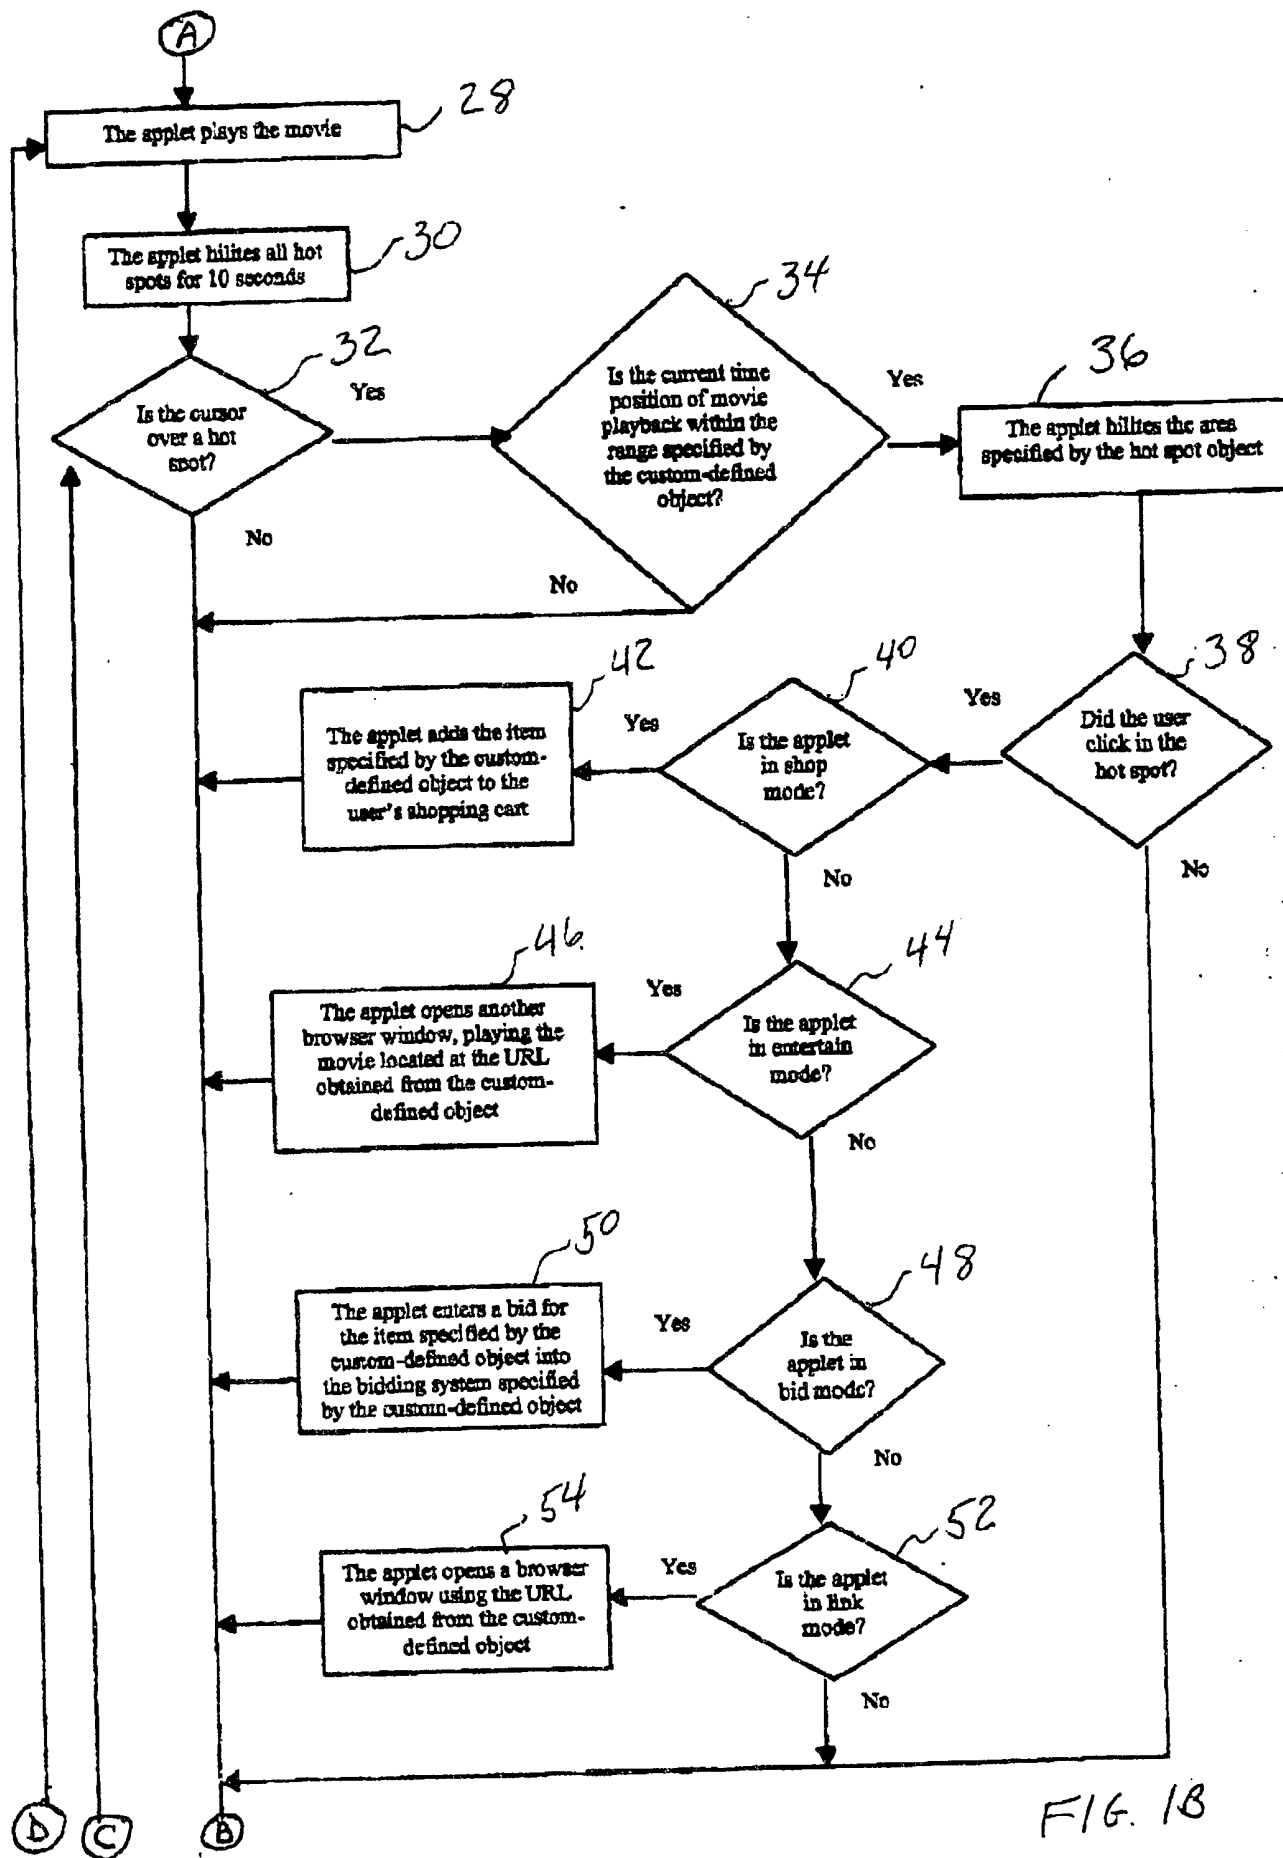 A
The applet plays the movie
28
The applet hilites all hot
spots for 10 seconds
30
32
Is the cursor
over a hot
spot?
Yes
No
34
Is the current time
position of movie
playback within the
range specified by
the custom-defined
object?
Yes
No
36
The applet hilites the area
specified by the hot spot object
38
Did the user
click in the
hot spot?
Yes
No
40
Is the applet
in shop
mode?
Yes
No
42
The applet adds the item
specified by the custom-
defined object to the
user's shopping cart
44
Is the applet
in entertain
mode?
Yes
No
46
The applet opens another
browser window, playing the
movie located at the URL
obtained from the custom-
defined object
48
Is the
applet in
bid mode?
Yes
No
50
The applet enters a bid for
the item specified by the
custom-defined object into
the bidding system specified
by the custom-defined object
52
Is the applet
in link
mode?
Yes
No
54
The applet opens a browser
window using the URL
obtained from the custom-
defined object
D
C
B
FIG. 1B